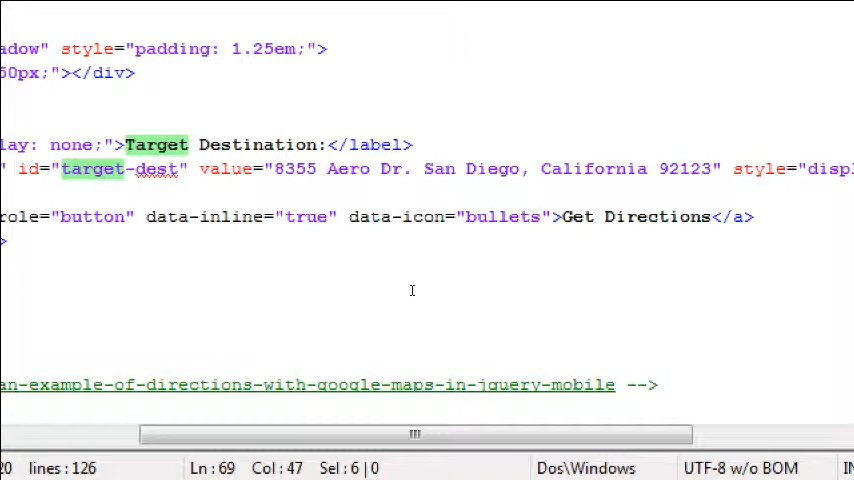 adow" style="padding: 1.25em;">
50px;"></div>
lay: none;">Target Destination:</label>
" id="target-dest" value="8355 Aero Dr. San Diego, California 92123" style="displ
role="button" data-inline="true" data-icon="bullets">Get Directions</a>
>
an-example-of-directions-with-google-maps-in-jquery-mobile -->
20 lines:126 Ln:69 Col:47 Sel:6|0 Dos\Windows UTF-8 w/o BOM IN